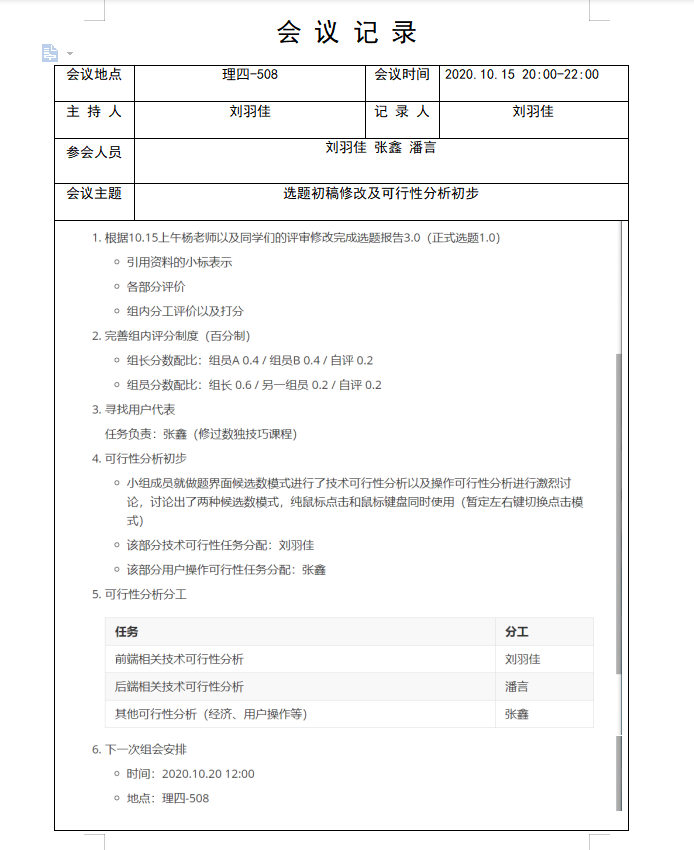 会 议 记 录
会议地点 理四-508 会议时间 2020.10.15 20:00-22:00
主 持 人 刘羽佳 记 录 人 刘羽佳
参会人员 刘羽佳 张鑫 潘言
会议主题 选题初稿修改及可行性分析初步
1. 根据10.15上午杨老师以及同学们的评审修改完成选题报告3.0（正式选题1.0）
引用资料的小标表示
各部分评价
组内分工评价以及打分
2. 完善组内评分制度（百分制）
组长分数配比：组员A 0.4 / 组员B 0.4 / 自评 0.2
组员分数配比：组长 0.6 / 另一组员 0.2 / 自评 0.2
3. 寻找用户代表
任务负责：张鑫（修过数独技巧课程）
4. 可行性分析初步
小组成员就做题界面候选数模式进行了技术可行性分析以及操作可行性分析进行激烈讨
论，讨论出了两种候选数模式，纯鼠标点击和鼠标键盘同时使用（暂定左右键切换点击模
式）
该部分技术可行性任务分配：刘羽佳
该部分用户操作可行性任务分配：张鑫
5. 可行性分析分工
任务 分工
前端相关技术可行性分析 刘羽佳
后端相关技术可行性分析 潘言
其他可行性分析（经济、用户操作等） 张鑫
6. 下一次组会安排
时间：2020.10.20 12:00
地点：理四-508